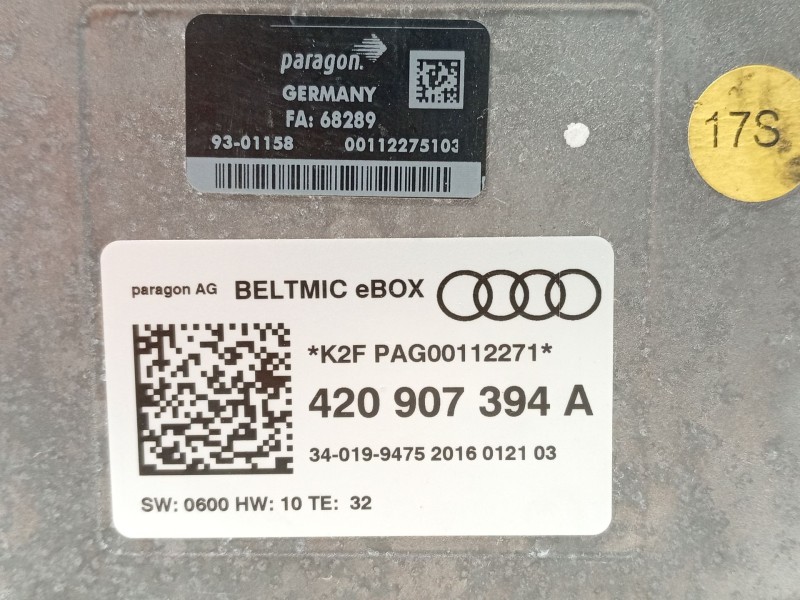 paragon
GERMANY
FA: 68289
93-01158 00112275103
17S
paragon AG BELTMIC eBOX
*K2F PAG00112271*
420 907 394 A
34-019-9475 2016 0121 03
SW: 0600 HW: 10 TE: 32